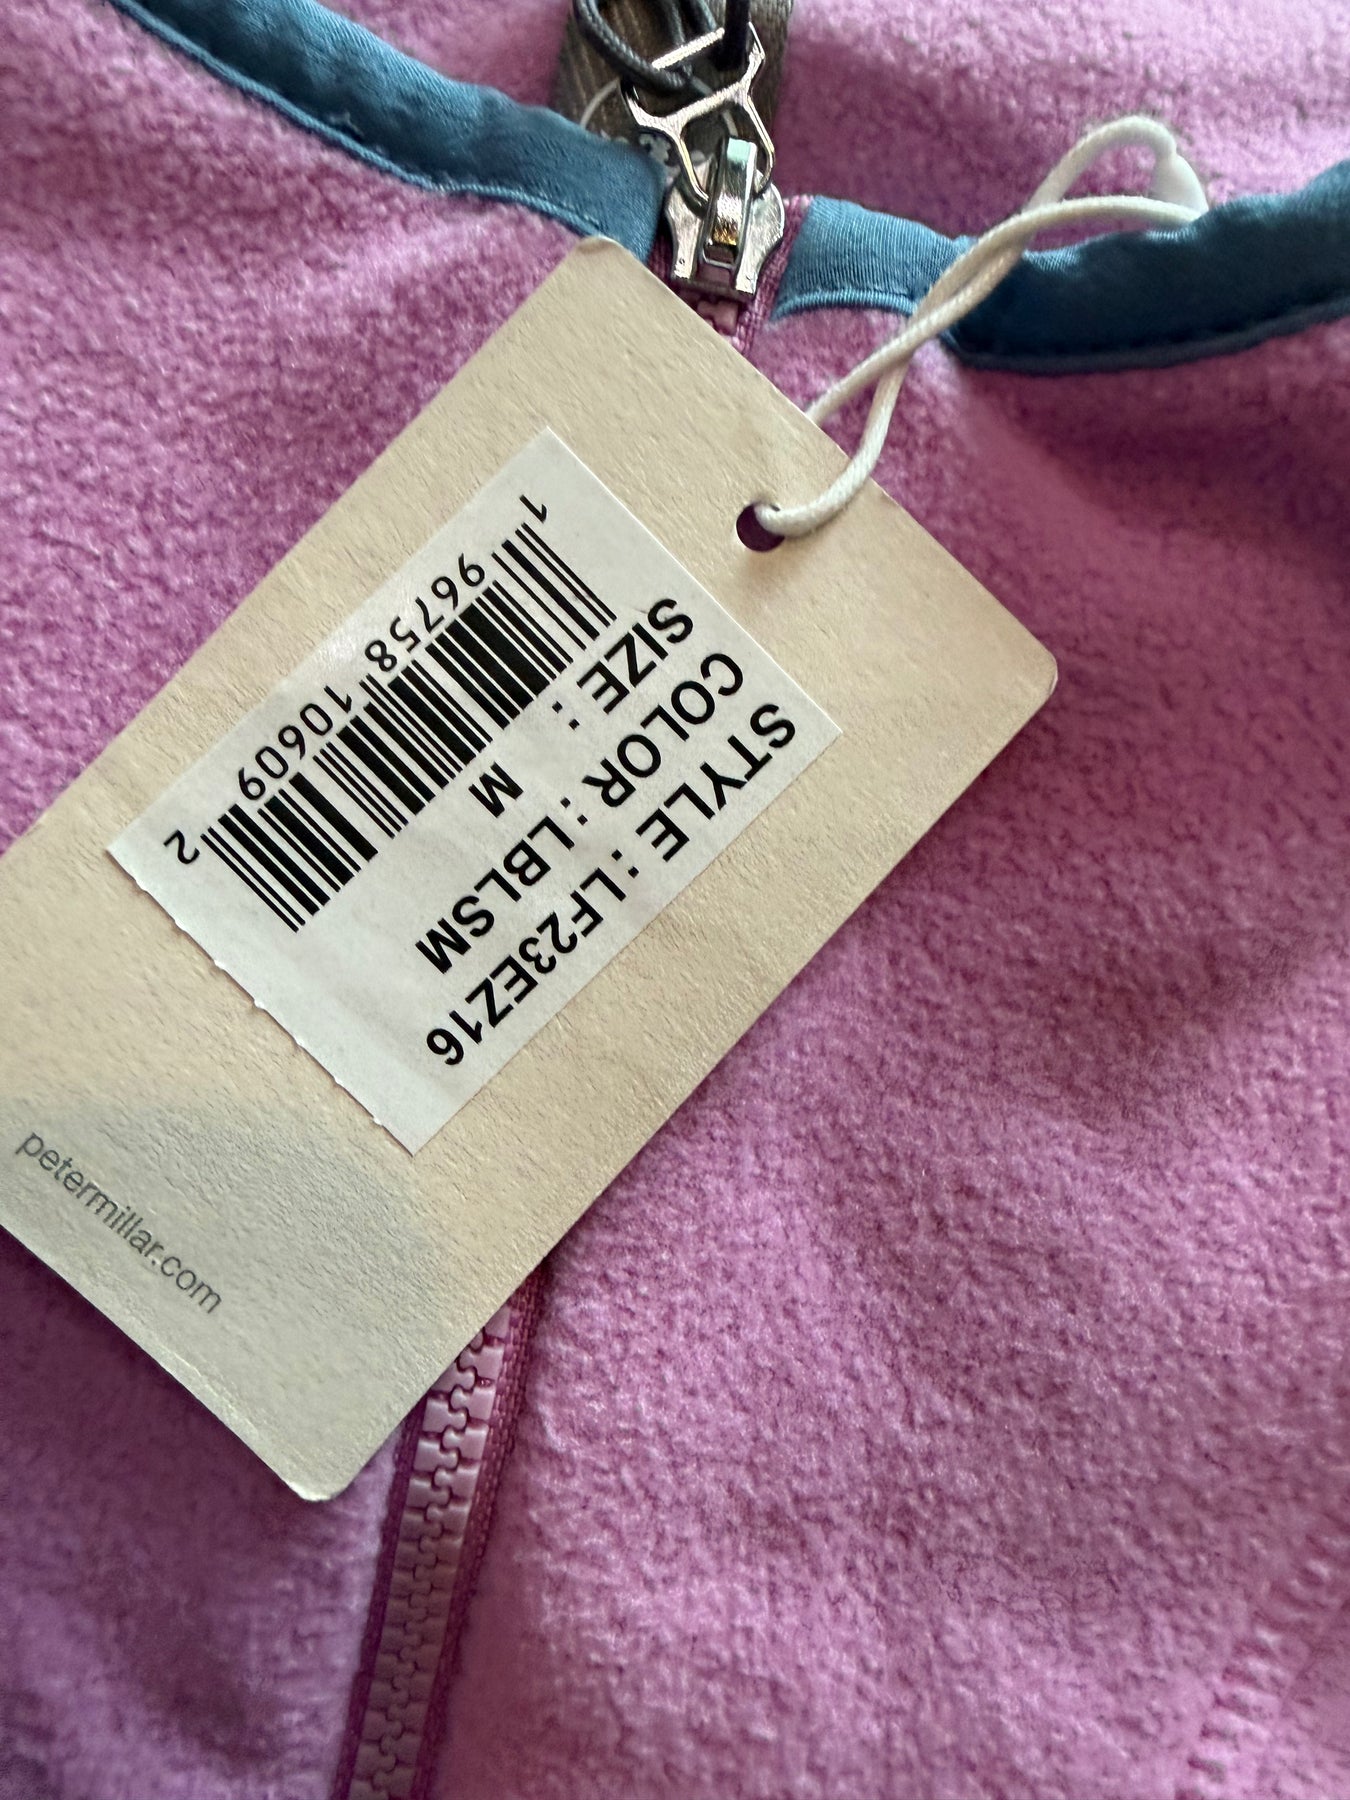 STYLE : LF23EZ16
COLOR : LBLSM
SIZE : M
1 96758 10609 2
petermillar.com